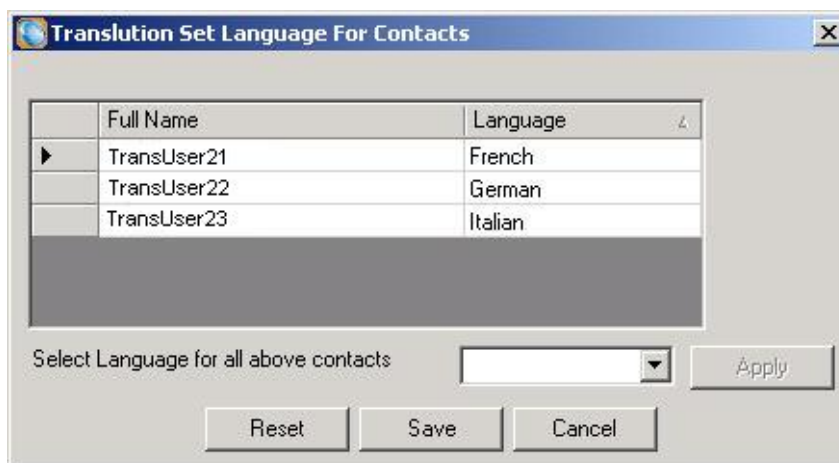 Translution Set Language For Contacts
Full Name Language
TransUser21 French
TransUser22 German
TransUser23 Italian
Select Language for all above contacts Apply
Reset Save Cancel